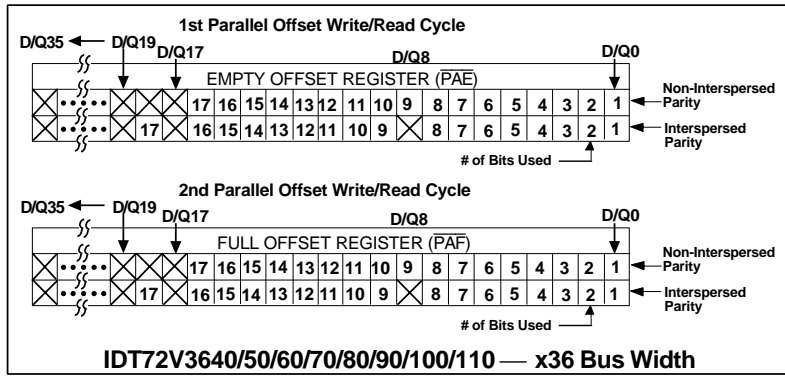 1st Parallel Offset Write/Read Cycle
D/Q35 D/Q19 D/Q17 D/Q8 D/Q0
EMPTY OFFSET REGISTER (PAE)
17 16 15 14 13 12 11 10 9 8 7 6 5 4 3 2 1 Non-Interspersed Parity
17 16 15 14 13 12 11 10 9 8 7 6 5 4 3 2 1 Interspersed Parity
# of Bits Used
2nd Parallel Offset Write/Read Cycle
D/Q35 D/Q19 D/Q17 D/Q8 D/Q0
FULL OFFSET REGISTER (PAF)
17 16 15 14 13 12 11 10 9 8 7 6 5 4 3 2 1 Non-Interspersed Parity
17 16 15 14 13 12 11 10 9 8 7 6 5 4 3 2 1 Interspersed Parity
# of Bits Used
IDT72V3640/50/60/70/80/90/100/110 — x36 Bus Width